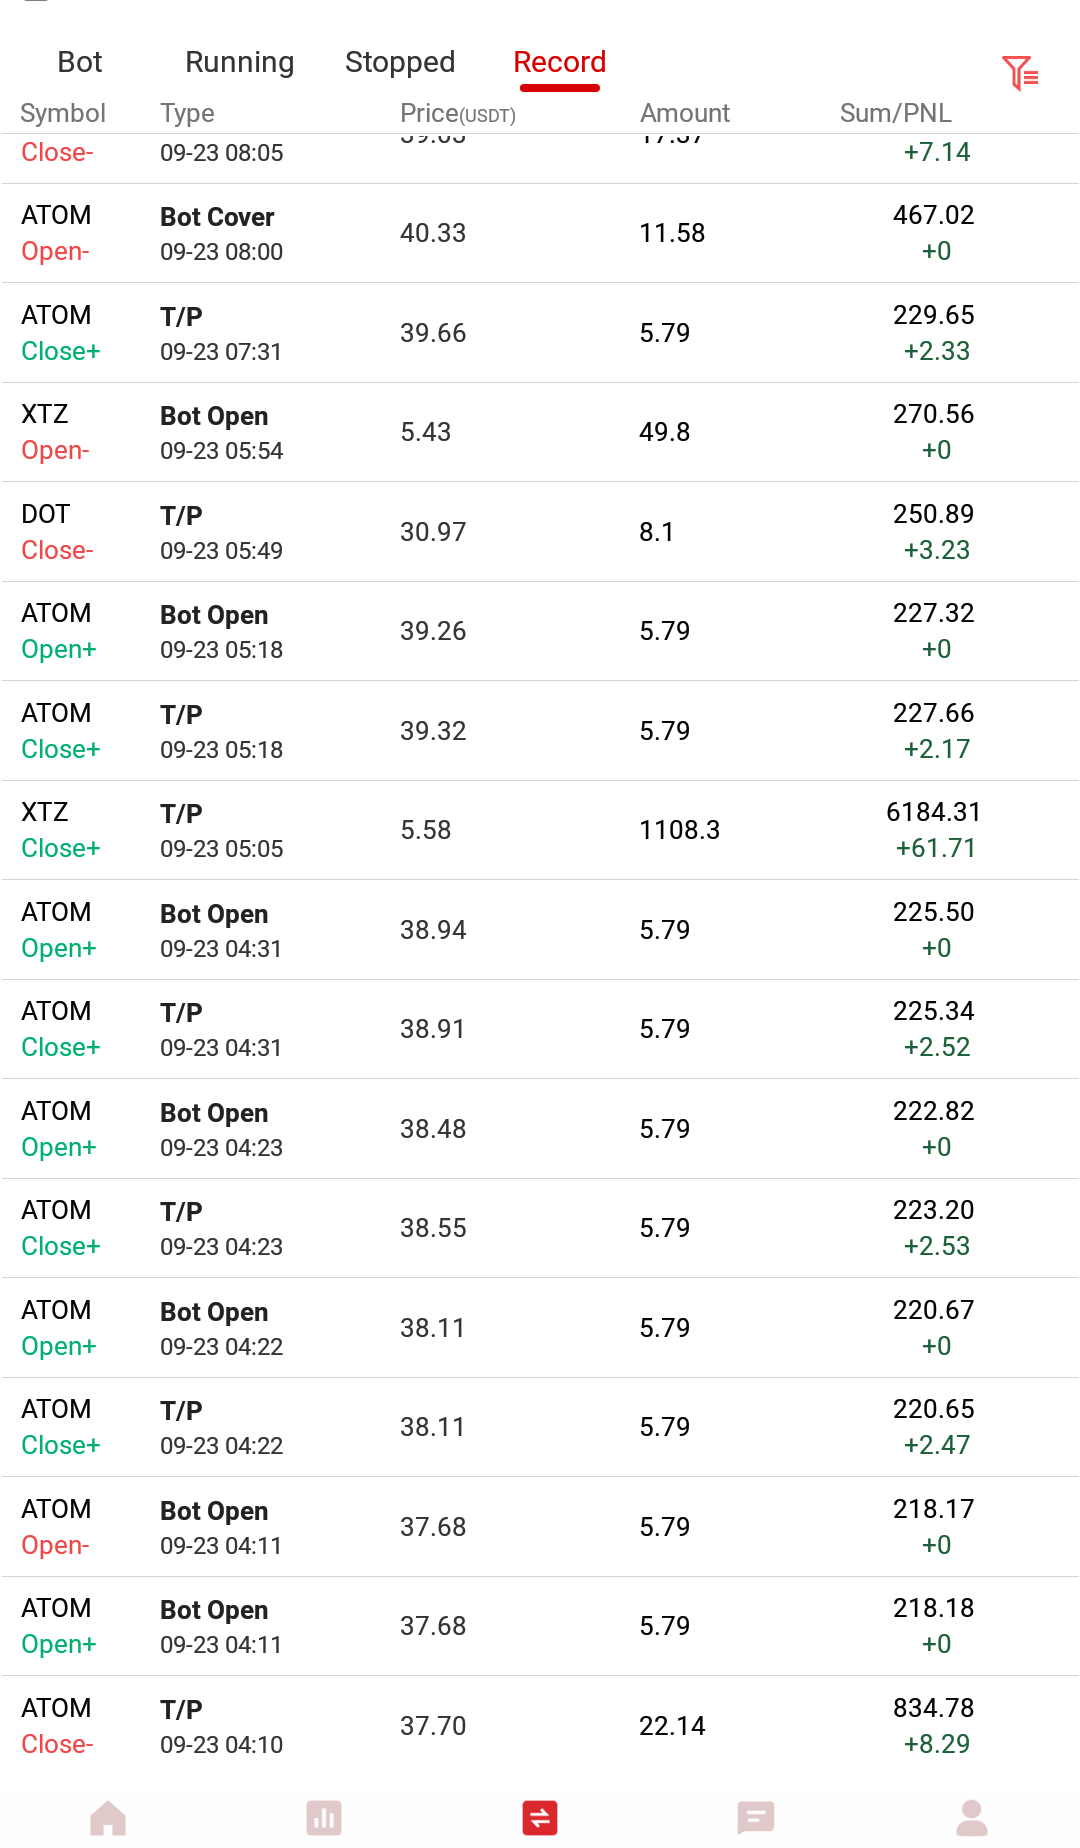 Bot Running Stopped Record
Symbol Type Price(USDT) Amount Sum/PNL
Close- 09-23 08:05 +7.14
ATOM Bot Cover 40.33 11.58 467.02
Open- 09-23 08:00 +0
ATOM T/P 39.66 5.79 229.65
Close+ 09-23 07:31 +2.33
XTZ Bot Open 5.43 49.8 270.56
Open- 09-23 05:54 +0
DOT T/P 30.97 8.1 250.89
Close- 09-23 05:49 +3.23
ATOM Bot Open 39.26 5.79 227.32
Open+ 09-23 05:18 +0
ATOM T/P 39.32 5.79 227.66
Close+ 09-23 05:18 +2.17
XTZ T/P 5.58 1108.3 6184.31
Close+ 09-23 05:05 +61.71
ATOM Bot Open 38.94 5.79 225.50
Open+ 09-23 04:31 +0
ATOM T/P 38.91 5.79 225.34
Close+ 09-23 04:31 +2.52
ATOM Bot Open 38.48 5.79 222.82
Open+ 09-23 04:23 +0
ATOM T/P 38.55 5.79 223.20
Close+ 09-23 04:23 +2.53
ATOM Bot Open 38.11 5.79 220.67
Open+ 09-23 04:22 +0
ATOM T/P 38.11 5.79 220.65
Close+ 09-23 04:22 +2.47
ATOM Bot Open 37.68 5.79 218.17
Open- 09-23 04:11 +0
ATOM Bot Open 37.68 5.79 218.18
Open+ 09-23 04:11 +0
ATOM T/P 37.70 22.14 834.78
Close- 09-23 04:10 +8.29